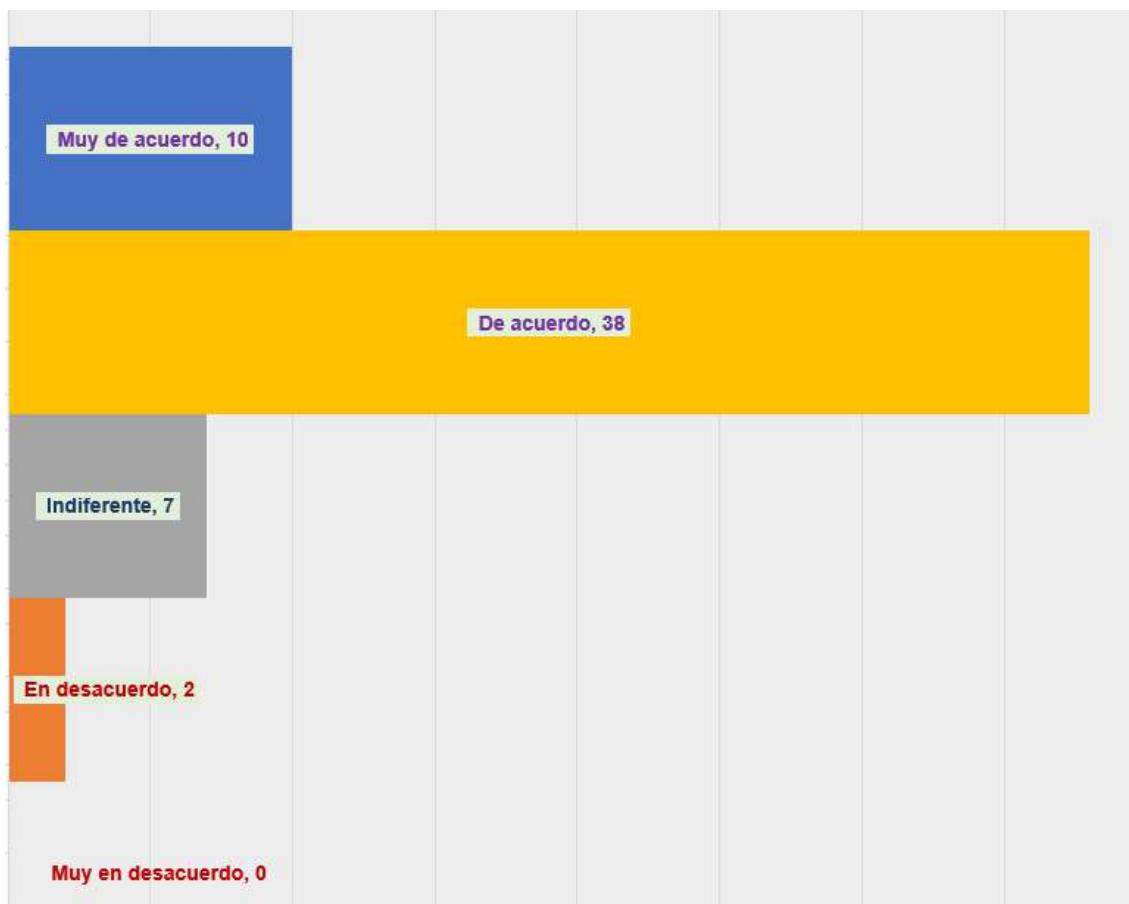 Muy de acuerdo, 10
De acuerdo, 38
Indiferente, 7
En desacuerdo, 2
Muy en desacuerdo, 0